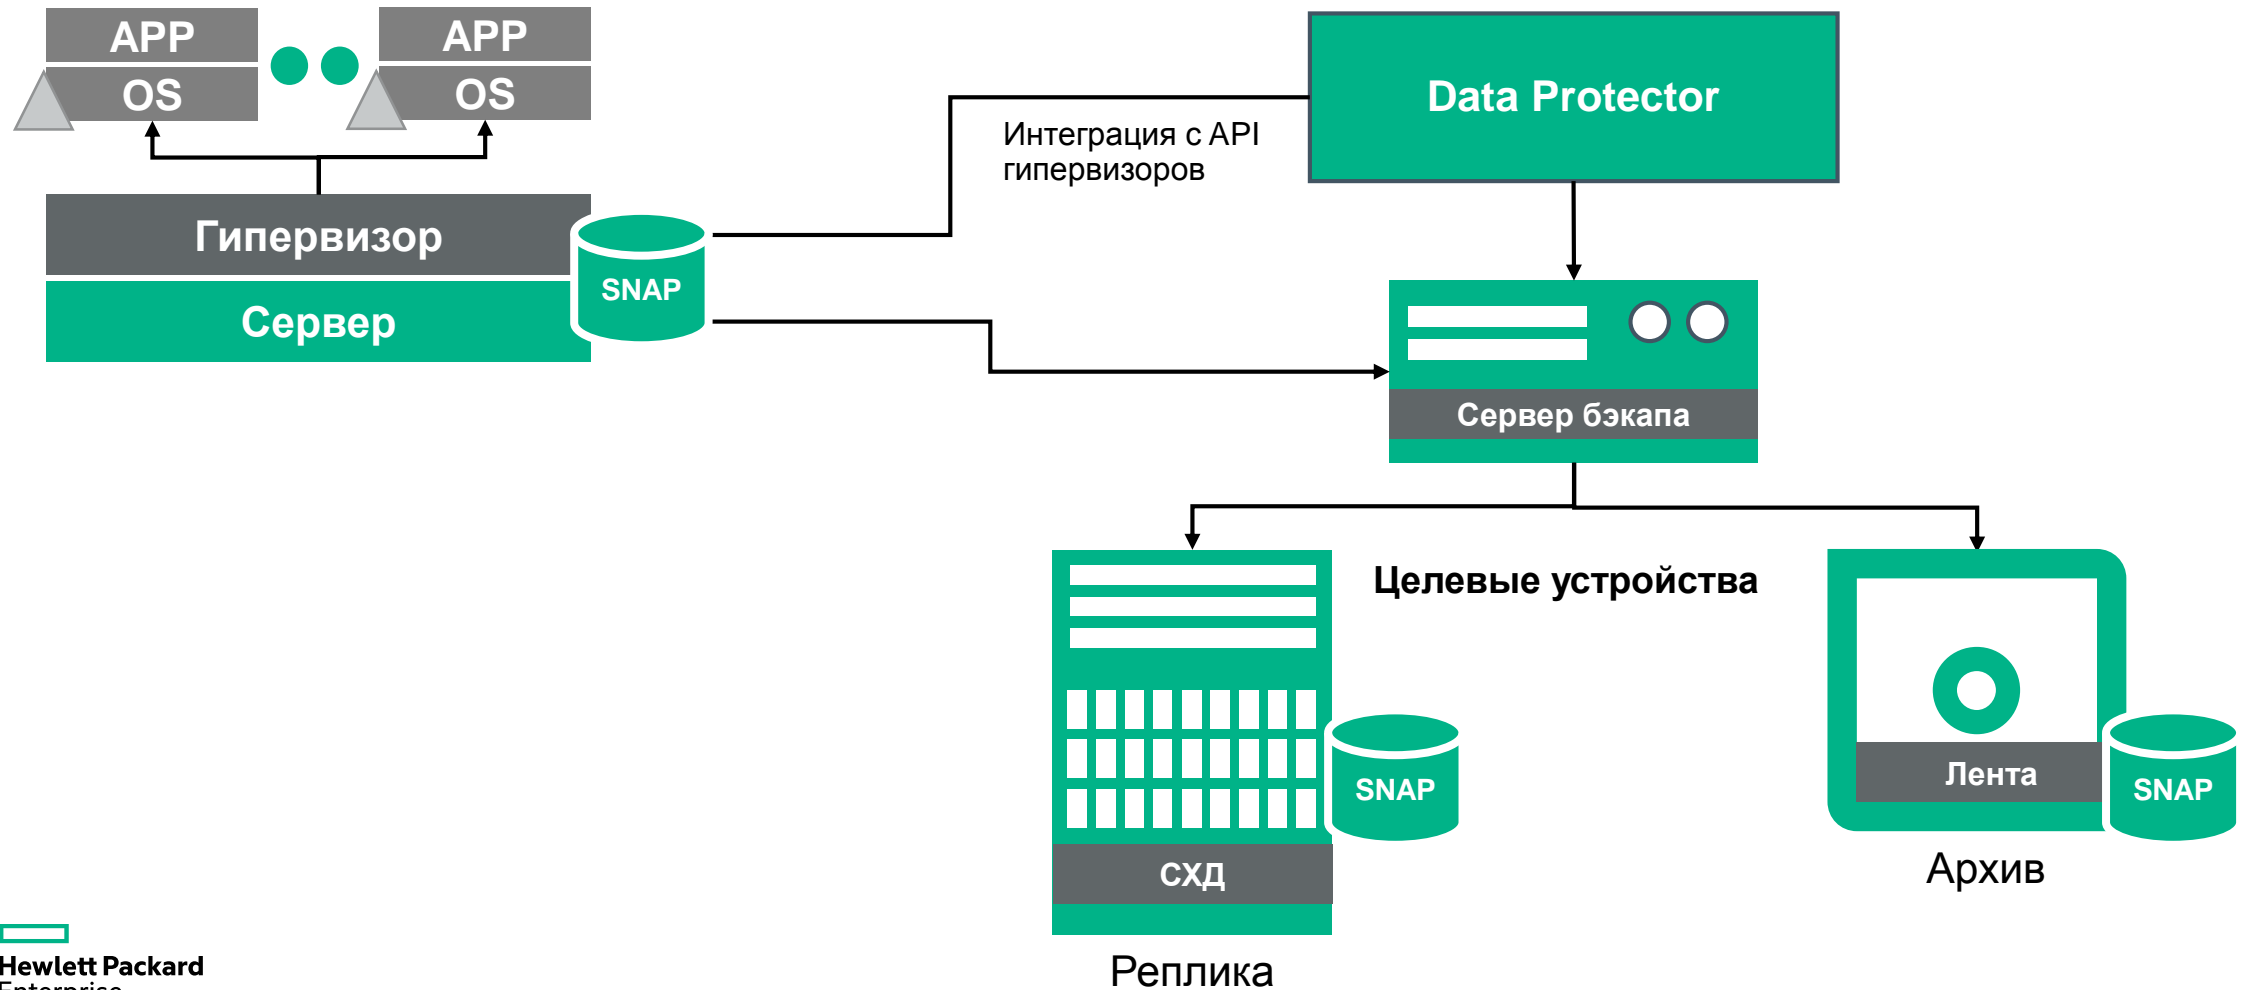 APP
APP
OS
OS
Data Protector
Интеграция с API
гипервизоров
Гипервизор
SNAP
Сервер
Сервер бэкапа
Целевые устройства
SNAP
Лента
SNAP
СХД
Архив
Hewlett Packard
Enterprise
Реплика